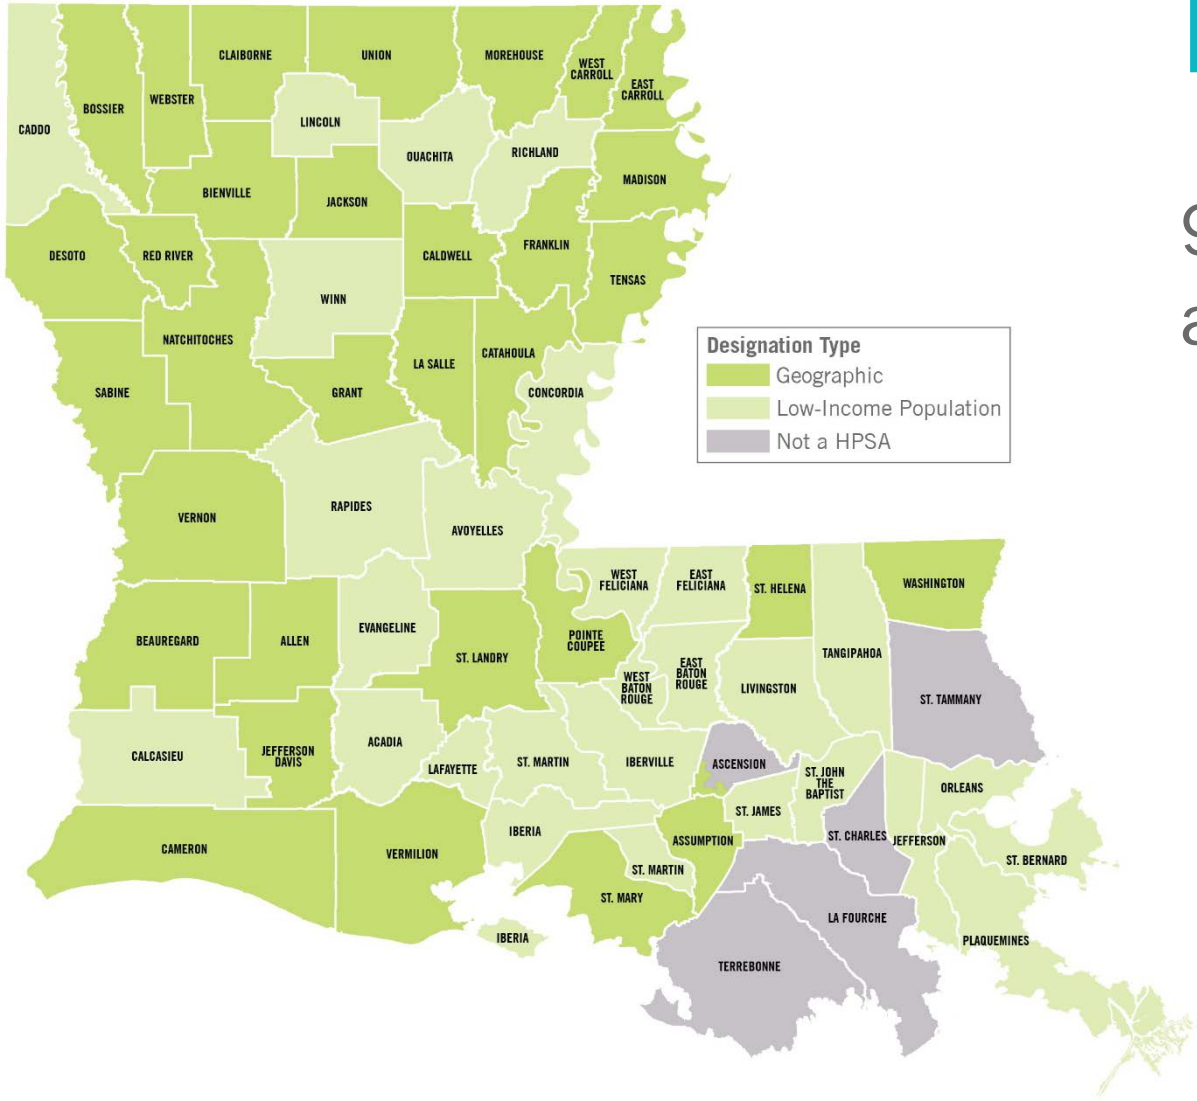 CLAIBORNE
UNION
MOREHOUSE
WEST
CARROLL
EAST
CARROLL
WEBSTER
BOSSIER
CADDO
LINCOLN
OUACHITA
RICHLAND
MADISON
BIENVILLE
JACKSON
DESOTO
RED RIVER
CALDWELL
FRANKLIN
TENSAS
WINN
NATCHITOCHES
LA SALLE
CATAHOULA
SABINE
GRANT
CONCORDIA
Designation Type
Geographic
Low-Income Population
Not a HPSA
VERNON
RAPIDES
AVOYELLES
WEST
FELICIANA
EAST
FELICIANA
ST. HELENA
WASHINGTON
BEAUREGARD
ALLEN
EVANGELINE
ST. LANDRY
POINTE
COUPEE
WEST
BATON
ROUGE
EAST
BATON
ROUGE
LIVINGSTON
TANGIPAHOA
ST. TAMMANY
CALCASIEU
JEFFERSON
DAVIS
ACADIA
LAFAYETTE
ST. MARTIN
IBERVILLE
ASCENSION
ST. JOHN
THE
BAPTIST
ORLEANS
ST. JAMES
CAMERON
VERMILION
IBERIA
ASSUMPTION
ST. CHARLES
JEFFERSON
ST. BERNARD
ST. MARTIN
ST. MARY
IBERIA
LA FOURCHE
PLAQUEMINES
TERREBONNE